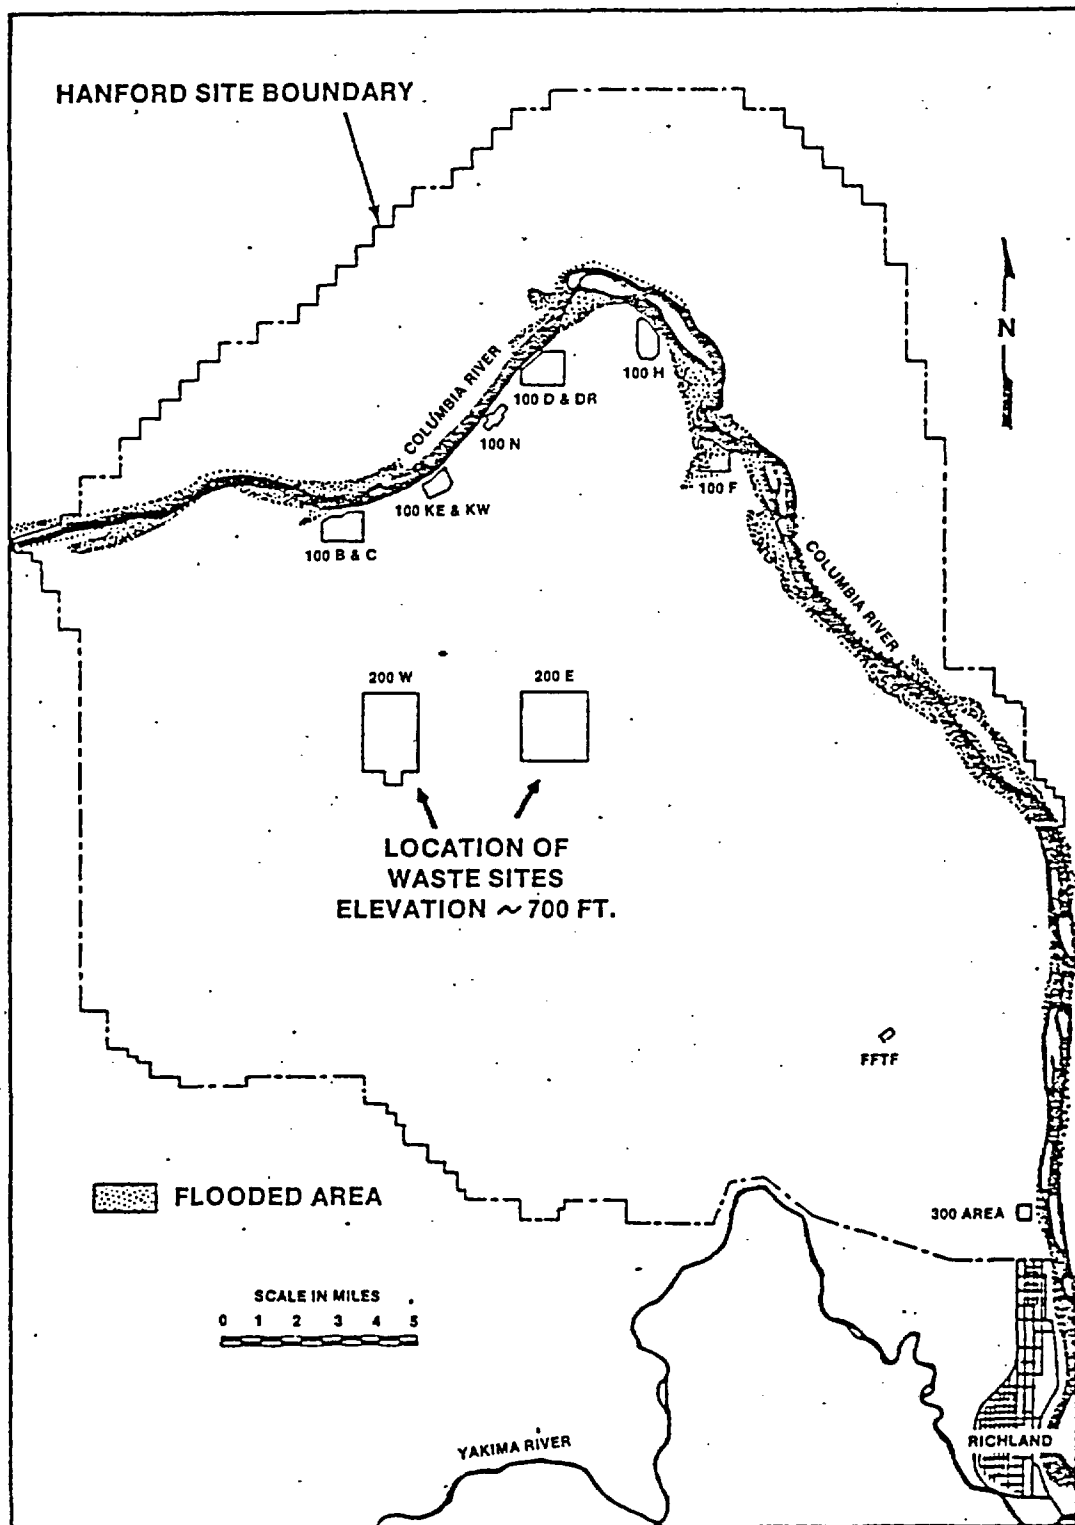 HANFORD SITE BOUNDARY
N
COLUMBIA RIVER
100 H
100 D & DR
100 N
100 F
100 KE & KW
100 B & C
COLUMBIA RIVER
200 W
200 E
LOCATION OF
WASTE SITES
ELEVATION ~ 700 FT.
FFTF
FLOODED AREA
300 AREA
SCALE IN MILES
0 1 2 3 4 5
YAKIMA RIVER
RICHLAND